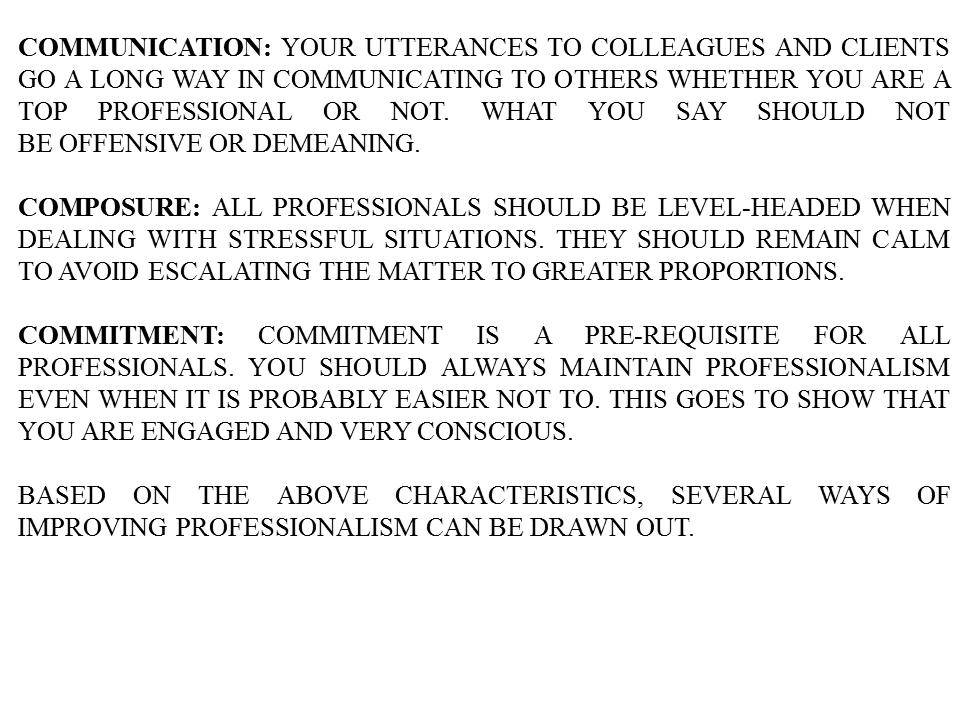 COMMUNICATION: YOUR UTTERANCES TO COLLEAGUES AND CLIENTS
GO A LONG WAY IN COMMUNICATING TO OTHERS WHETHER YOU ARE A
TOP PROFESSIONAL OR NOT. WHAT YOU SAY SHOULD NOT
BE OFFENSIVE OR DEMEANING.
COMPOSURE: ALL PROFESSIONALS SHOULD BE LEVEL-HEADED WHEN
DEALING WITH STRESSFUL SITUATIONS. THEY SHOULD REMAIN CALM
TO AVOID ESCALATING THE MATTER TO GREATER PROPORTIONS.
COMMITMENT: COMMITMENT IS A PRE-REQUISITE FOR ALL
PROFESSIONALS. YOU SHOULD ALWAYS MAINTAIN PROFESSIONALISM
EVEN WHEN IT IS PROBABLY EASIER NOT TO. THIS GOES TO SHOW THAT
YOU ARE ENGAGED AND VERY CONSCIOUS.
BASED ON THE ABOVE CHARACTERISTICS, SEVERAL WAYS OF
IMPROVING PROFESSIONALISM CAN BE DRAWN OUT.